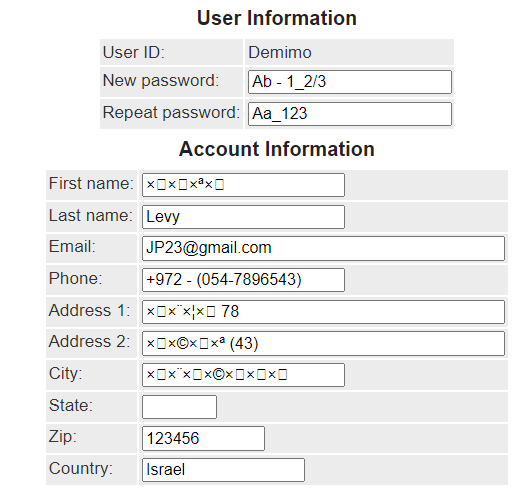 User Information
User ID: Demimo
New password: Ab - 1_2/3
Repeat password: Aa_123
Account Information
First name: ×▯×▯×ª×▯
Last name: Levy
Email: JP23@gmail.com
Phone: +972 - (054-7896543)
Address 1: ×▯×¨×¦×▯ 78
Address 2: ×▯×©×▯×ª (43)
City: ×▯×¨×▯×©×▯×▯×▯
State:
Zip: 123456
Country: Israel